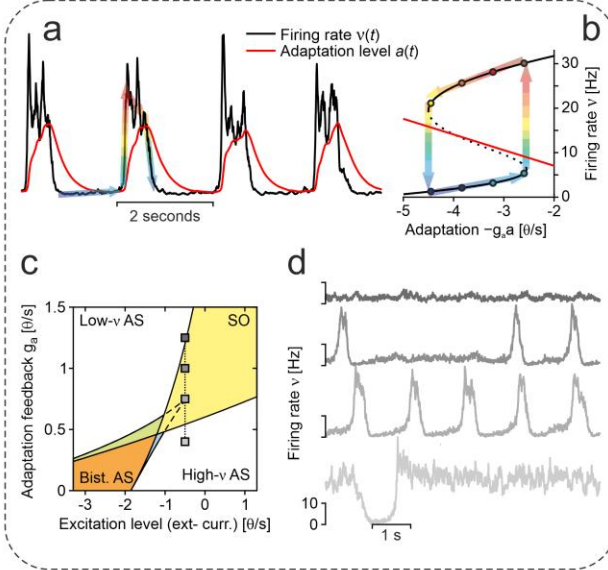 a
Firing rate ν(t)
Adaptation level a(t)
2 seconds
b
30
20
10
0
Firing rate ν [Hz]
-5
-4
-3
-2
Adaptation −gₐa [θ/s]
c
1.5
1
0.5
0
Adaptation feedback gₐ [θ/s]
Low-ν AS
SO
Bist. AS
High-ν AS
-3
-2
-1
0
1
Excitation level (ext- curr.) [θ/s]
d
Firing rate ν [Hz]
10
0
1 s